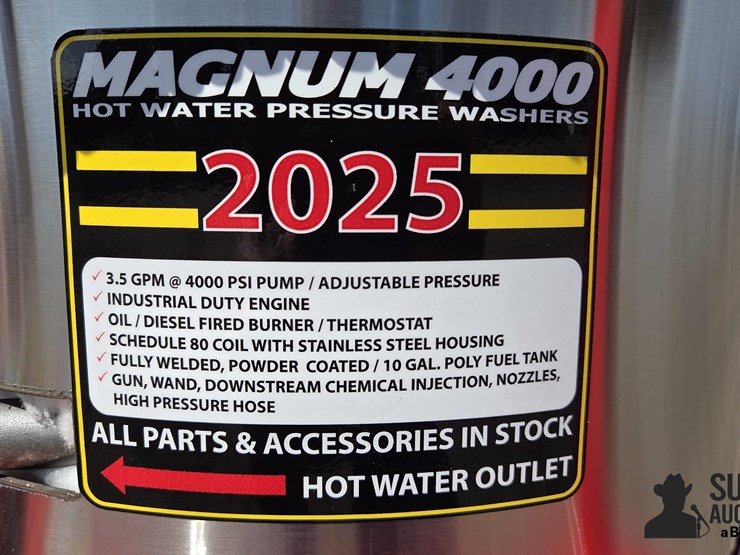 MAGNUM 4000
HOT WATER PRESSURE WASHERS
2025
✓ 3.5 GPM @ 4000 PSI PUMP / ADJUSTABLE PRESSURE
✓ INDUSTRIAL DUTY ENGINE
✓ OIL / DIESEL FIRED BURNER / THERMOSTAT
✓ SCHEDULE 80 COIL WITH STAINLESS STEEL HOUSING
✓ FULLY WELDED, POWDER COATED / 10 GAL. POLY FUEL TANK
✓ GUN, WAND, DOWNSTREAM CHEMICAL INJECTION, NOZZLES,
HIGH PRESSURE HOSE
ALL PARTS & ACCESSORIES IN STOCK
HOT WATER OUTLET